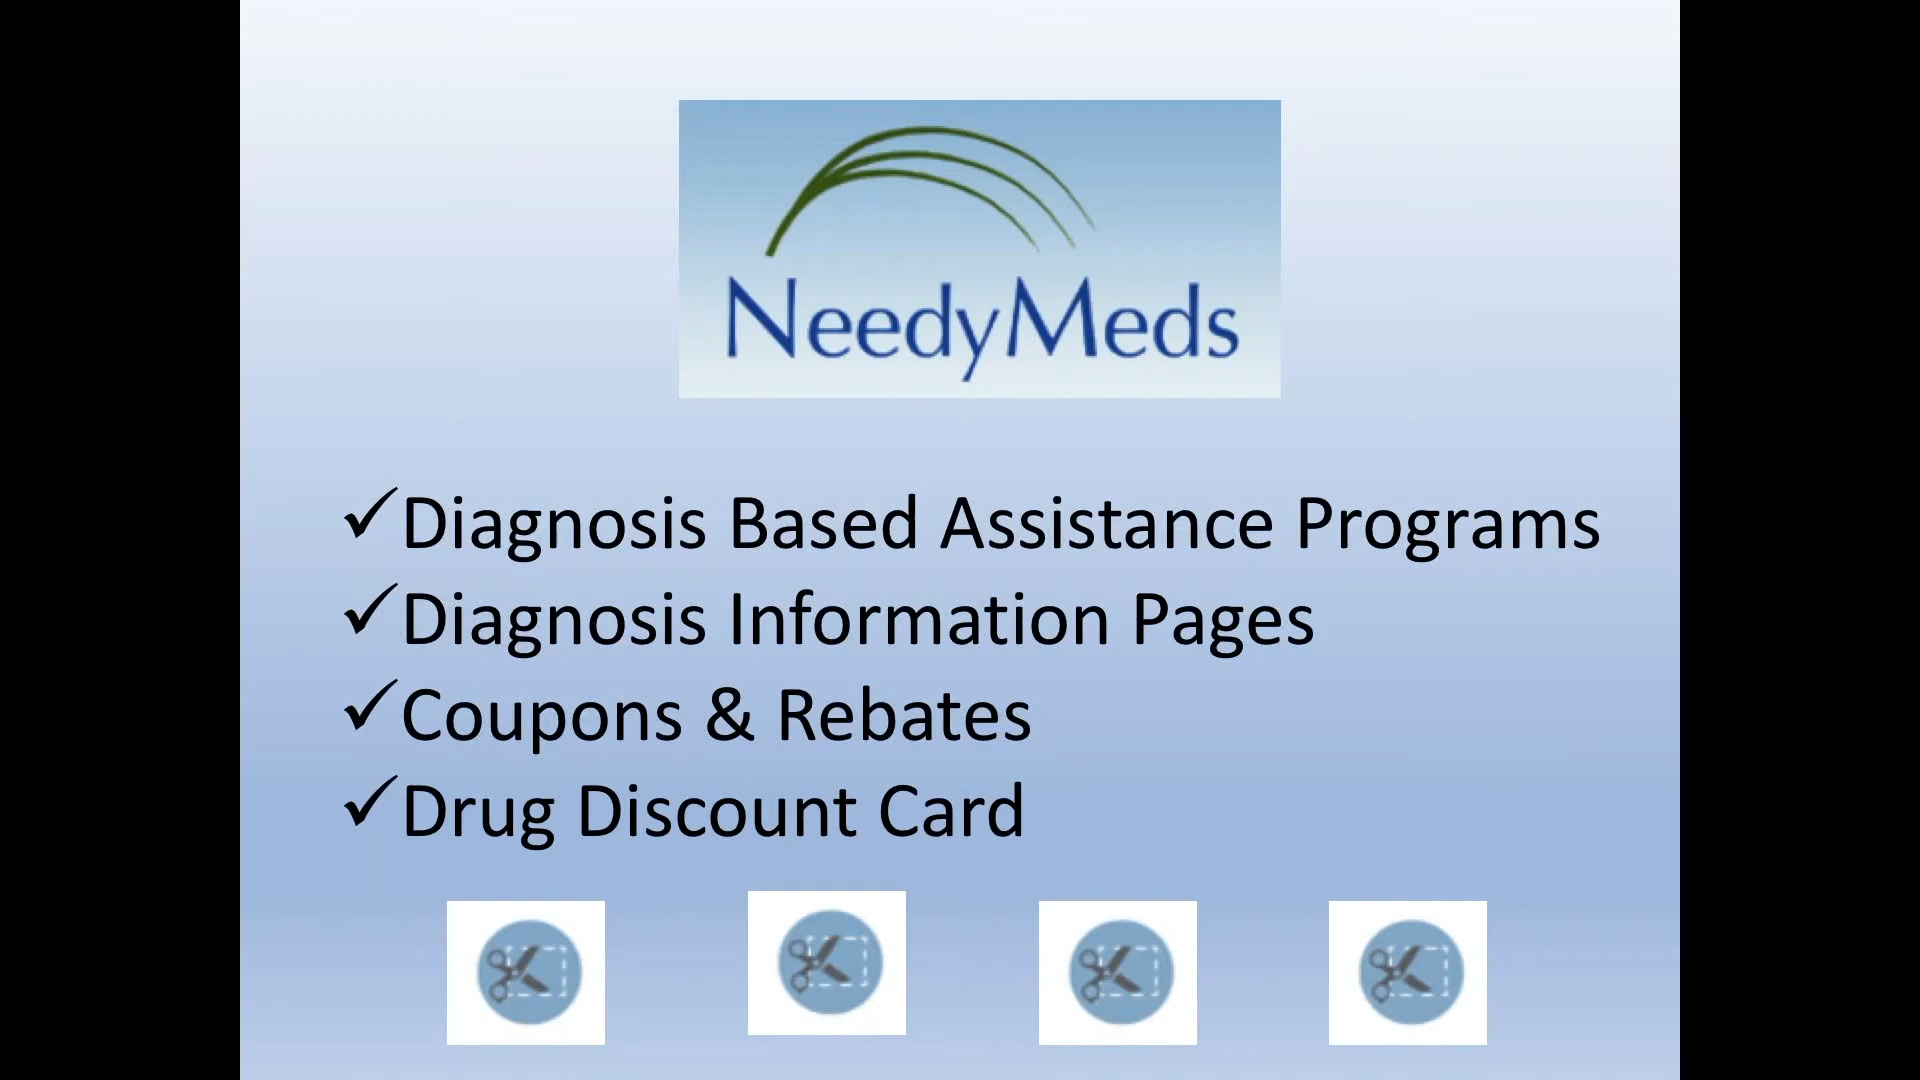 NeedyMeds
✓Diagnosis Based Assistance Programs
✓Diagnosis Information Pages
✓Coupons & Rebates
✓Drug Discount Card